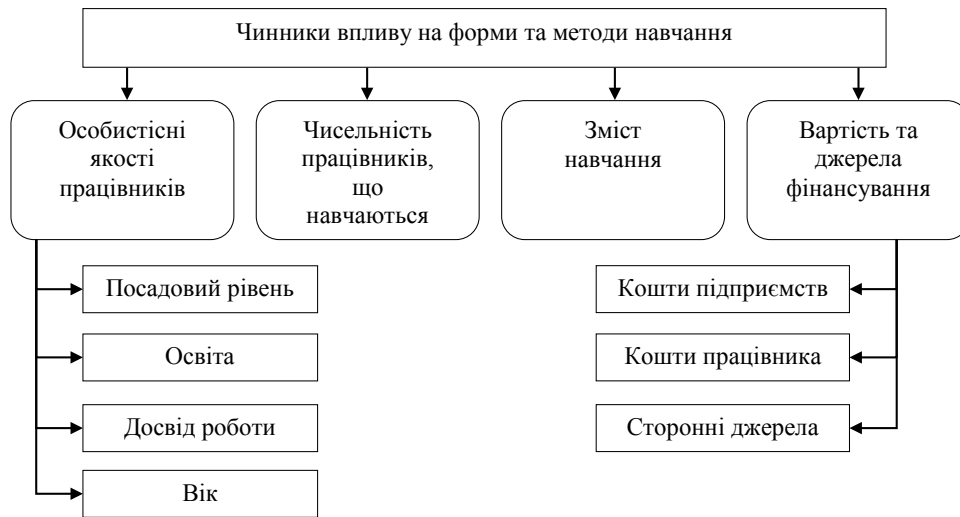 Чинники впливу на форми та методи навчання
Особистісні
якості
працівників
Чисельність
працівників,
що
навчаються
Зміст
навчання
Вартість та
джерела
фінансування
Посадовий рівень
Освіта
Досвід роботи
Вік
Кошти підприємств
Кошти працівника
Сторонні джерела